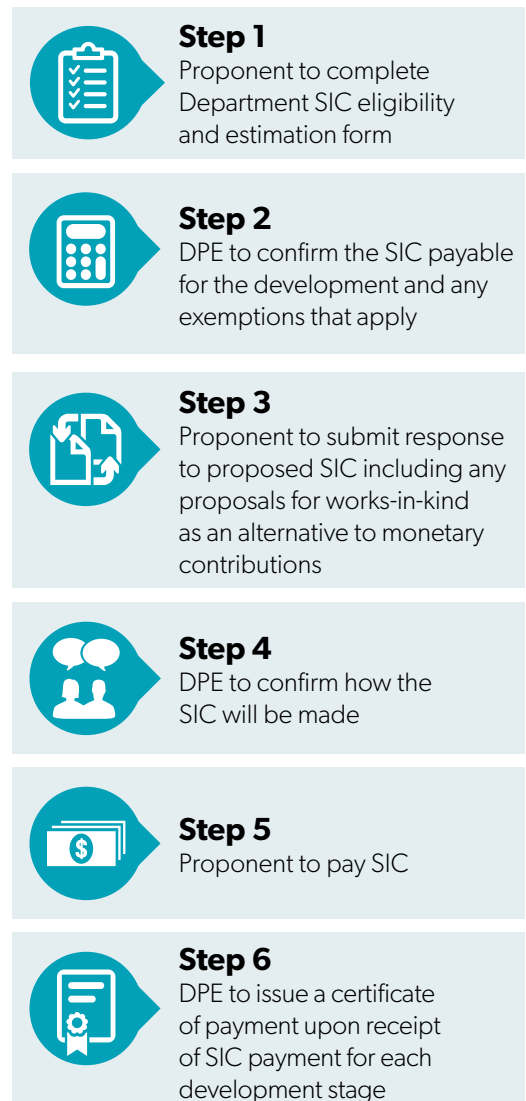 Step 1
Proponent to complete
Department SIC eligibility
and estimation form
Step 2
DPE to confirm the SIC payable
for the development and any
exemptions that apply
Step 3
Proponent to submit response
to proposed SIC including any
proposals for works-in-kind
as an alternative to monetary
contributions
Step 4
DPE to confirm how the
SIC will be made
$
Step 5
Proponent to pay SIC
Step 6
DPE to issue a certificate
of payment upon receipt
of SIC payment for each
development stage